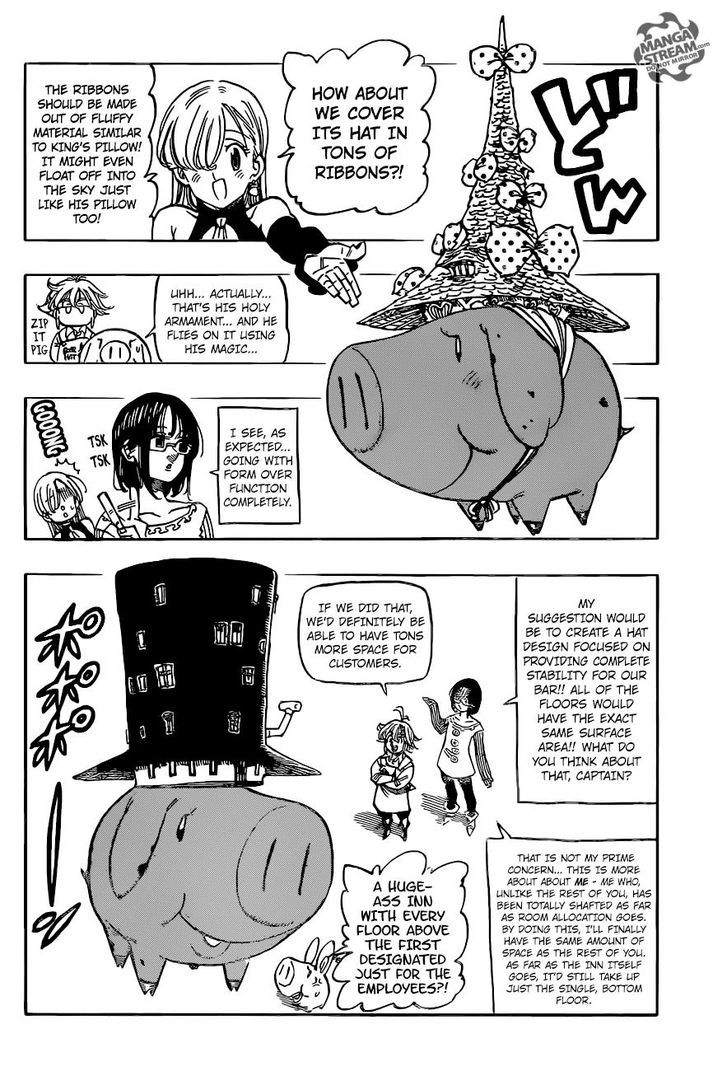 MANGA
STREAM.COM
DO NOT MIRROR
HOW ABOUT
WE COVER
ITS HAT IN
TONS OF
RIBBONS?!
THE RIBBONS
SHOULD BE MADE
OUT OF FLUFFY
MATERIAL SIMILAR
TO KING'S PILLOW!
IT MIGHT EVEN
FLOAT OFF INTO
THE SKY JUST
LIKE HIS PILLOW
TOO!
ZIP
IT
PIG
UHH... ACTUALLY...
THAT'S HIS HOLY
ARMAMENT... AND HE
FLIES ON IT USING
HIS MAGIC...
GOOONG
TSK
TSK
I SEE, AS
EXPECTED...
GOING WITH
FORM OVER
FUNCTION
COMPLETELY.
MY
SUGGESTION WOULD
BE TO CREATE A HAT
DESIGN FOCUSED ON
PROVIDING COMPLETE
STABILITY FOR OUR
BAR!! ALL OF THE
FLOORS WOULD
HAVE THE EXACT
SAME SURFACE
AREA!! WHAT DO
YOU THINK ABOUT
THAT, CAPTAIN?
IF WE DID THAT,
WE'D DEFINITELY BE
ABLE TO HAVE TONS
MORE SPACE FOR
CUSTOMERS.
THAT IS NOT MY PRIME
CONCERN... THIS IS MORE
ABOUT ABOUT ME - ME WHO,
UNLIKE THE REST OF YOU, HAS
BEEN TOTALLY SHAFTED AS FAR
AS ROOM ALLOCATION GOES.
BY DOING THIS, I'LL FINALLY
HAVE THE SAME AMOUNT OF
SPACE AS THE REST OF YOU.
AS FAR AS THE INN ITSELF
GOES, IT'D STILL TAKE UP
JUST THE SINGLE, BOTTOM
FLOOR.
A HUGE-
ASS INN
WITH EVERY
FLOOR ABOVE
THE FIRST
DESIGNATED
JUST FOR THE
EMPLOYEES?!